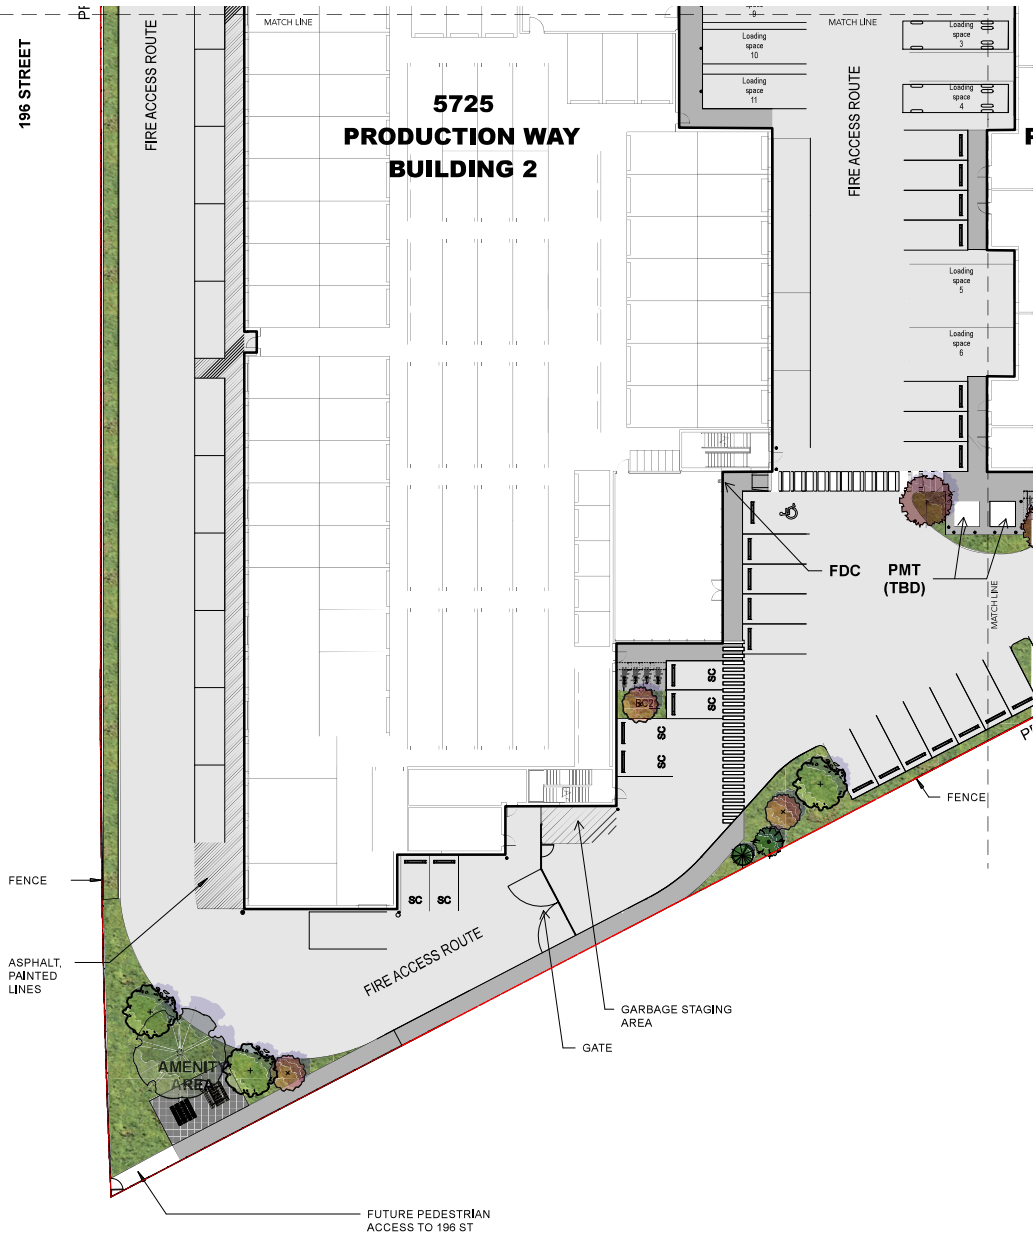 196 STREET
FIRE ACCESS ROUTE
MATCH LINE
5725
PRODUCTION WAY
BUILDING 2
space
9
Loading
space
10
Loading
space
11
MATCH LINE
FIRE ACCESS ROUTE
Loading
space
3
Loading
space
4
Loading
space
5
Loading
space
6
FDC
PMT
(TBD)
MATCH LINE
SC
SC
SC
SC
FENCE
FENCE
SC
SC
ASPHALT,
PAINTED
LINES
FIRE ACCESS ROUTE
GARBAGE STAGING
AREA
GATE
AMENITY
AREA
FUTURE PEDESTRIAN
ACCESS TO 196 ST